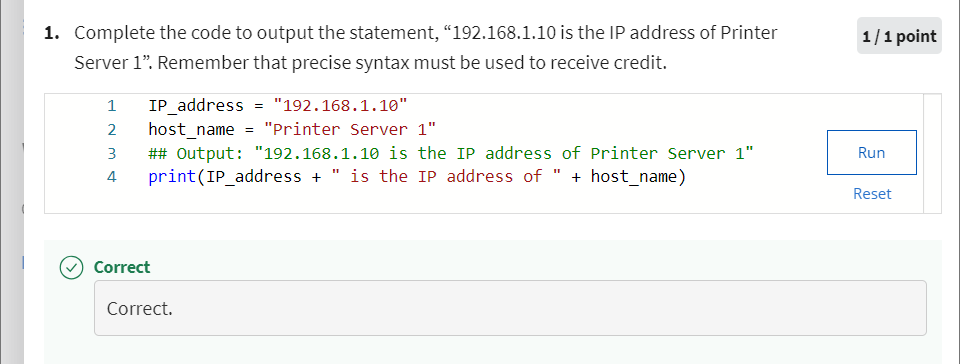 1. Complete the code to output the statement, “192.168.1.10 is the IP address of Printer
1 / 1 point
Server 1”. Remember that precise syntax must be used to receive credit.
1 IP_address = "192.168.1.10"
2 host_name = "Printer Server 1"
3 ## Output: "192.168.1.10 is the IP address of Printer Server 1"
4 print(IP_address + " is the IP address of " + host_name)
Run
Reset
Correct
Correct.